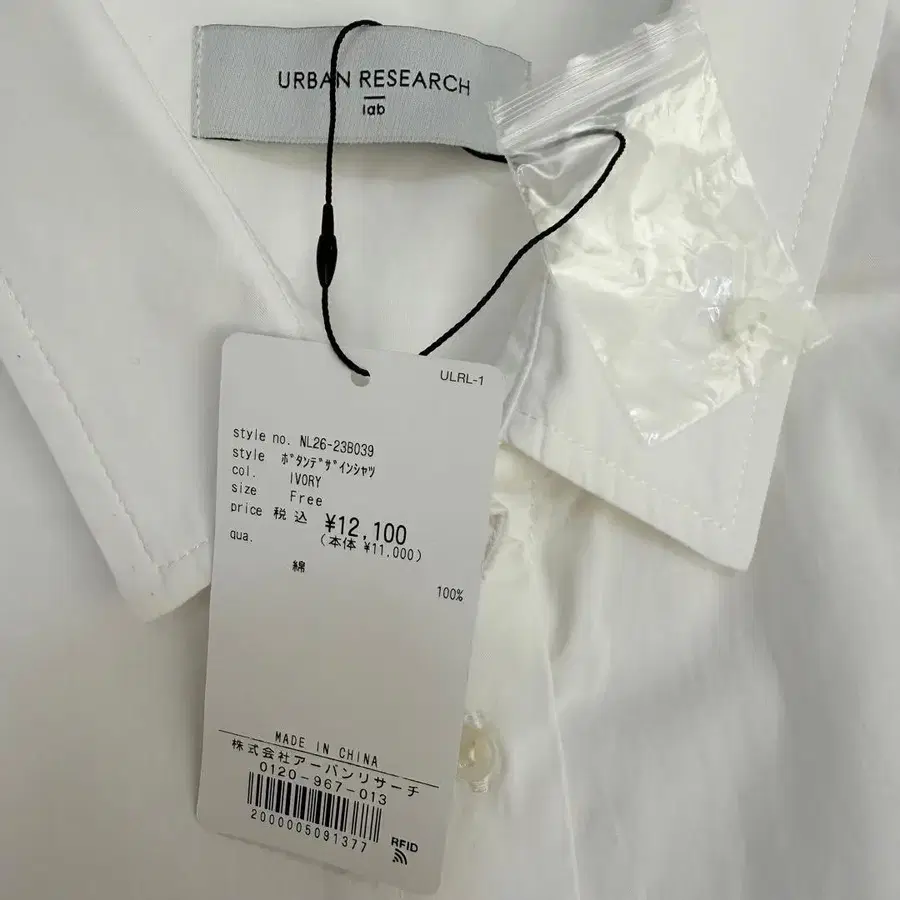 URBAN RESEARCH
lab
ULRL-1
style no. NL26-23B039
style ﾎﾞﾀﾝﾃﾞｻﾞｲﾝｼｬﾂ
col. IVORY
size Free
price 税込 ¥12,100
(本体 ¥11,000)
qua.
綿
100%
MADE IN CHINA
株式会社アーバンリサーチ
0120-967-013
2000005091377
RFID